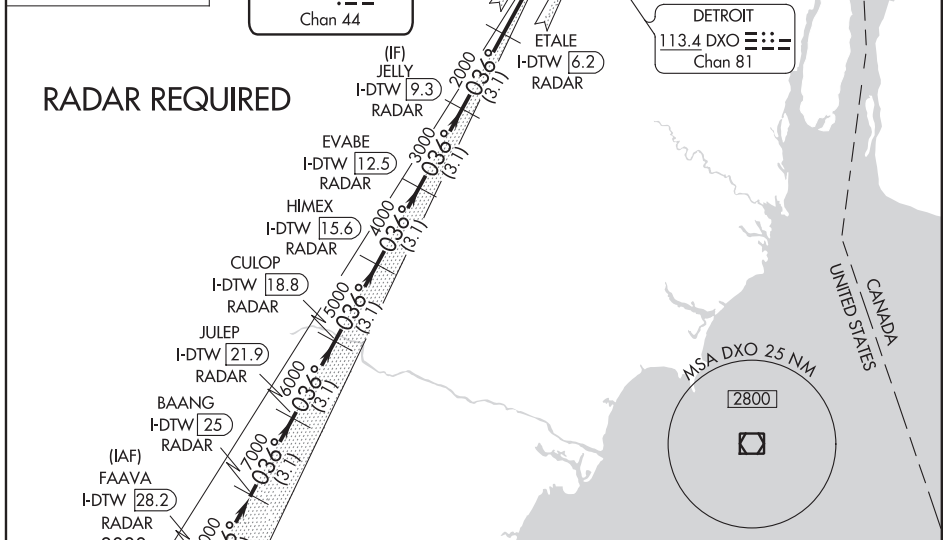 Chan 44
DETROIT
113.4 DXO
Chan 81
ETALE
I-DTW 6.2
RADAR
(IF)
JELLY
I-DTW 9.3
RADAR
2000
036°
(3.1)
RADAR REQUIRED
EVABE
I-DTW 12.5
RADAR
3000
036°
(3.1)
HIMEX
I-DTW 15.6
RADAR
4000
036°
(3.1)
CULOP
I-DTW 18.8
RADAR
5000
036°
(3.1)
JULEP
I-DTW 21.9
RADAR
6000
036°
(3.1)
BAANG
I-DTW 25
RADAR
7000
036°
(3.1)
(IAF)
FAAVA
I-DTW 28.2
RADAR
CANADA
UNITED STATES
MSA DXO 25 NM
2800